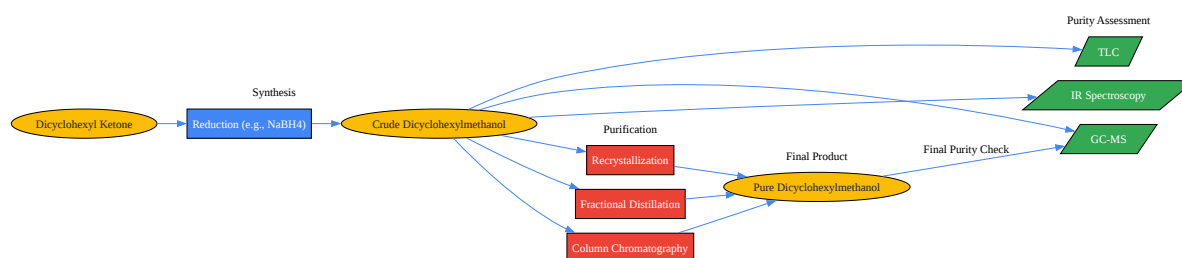 Purity Assessment
TLC
Synthesis
IR Spectroscopy
Dicyclohexyl Ketone
Reduction (e.g., NaBH4)
Crude Dicyclohexylmethanol
Purification
GC-MS
Final Purity Check
Recrystallization
Final Product
Pure Dicyclohexylmethanol
Fractional Distillation
Column Chromatography